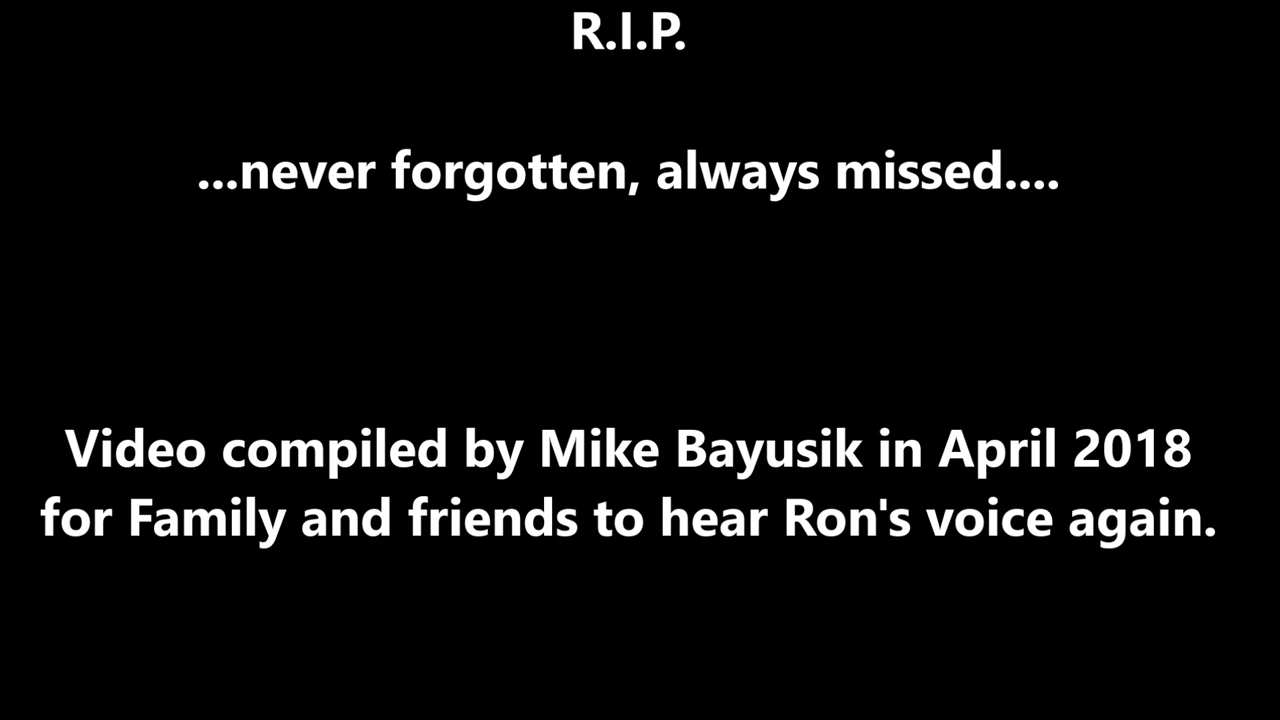 R.I.P.
...never forgotten, always missed....
Video compiled by Mike Bayusik in April 2018
for Family and friends to hear Ron's voice again.